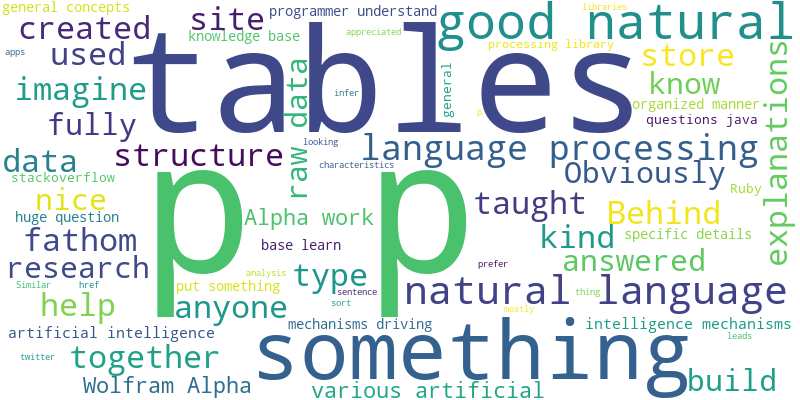 general concepts
programmer understand
libraries
created
site
good natural
knowledge base
appreciated
processing library
used
tables
store
apps
imagine
raw data
infer
general
know
explanations
organized manner
fully
p
questions java
data
structure
looking
language processing
characteristics
Obviously
stackoverflow
nice
p p
taught
Ruby
huge question
Alpha work
Behind
fathom
base learn
kind
specific details
research
type
prefer
answered
analysis
Similar
href
put something
sentence
natural language
thing
help
anyone
sort
mostly
artificial intelligence
mechanisms driving
something
intelligence mechanisms
leads
twitter
together
Wolfram Alpha
various artificial
build